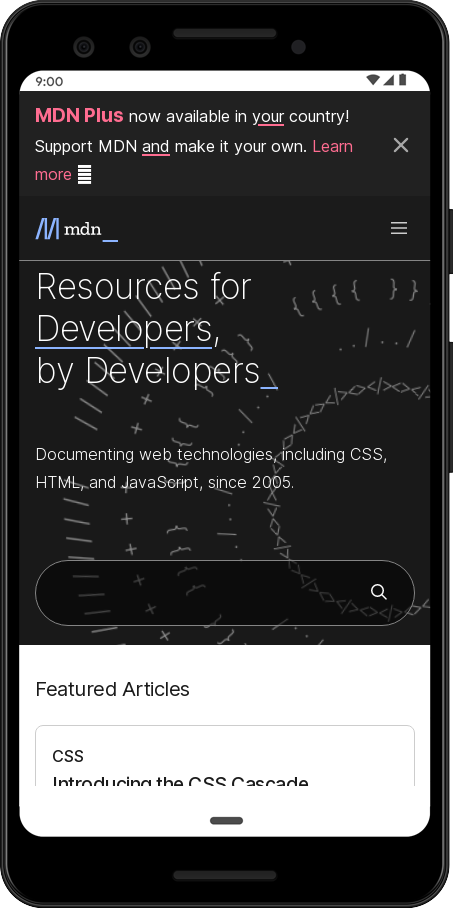 9:00
MDN Plus now available in your country!
Support MDN and make it your own. Learn
more
mdn_
Resources for
Developers,
by Developers_
Documenting web technologies, including CSS,
HTML, and JavaScript, since 2005.
Featured Articles
CSS
Introducing the CSS Cascade